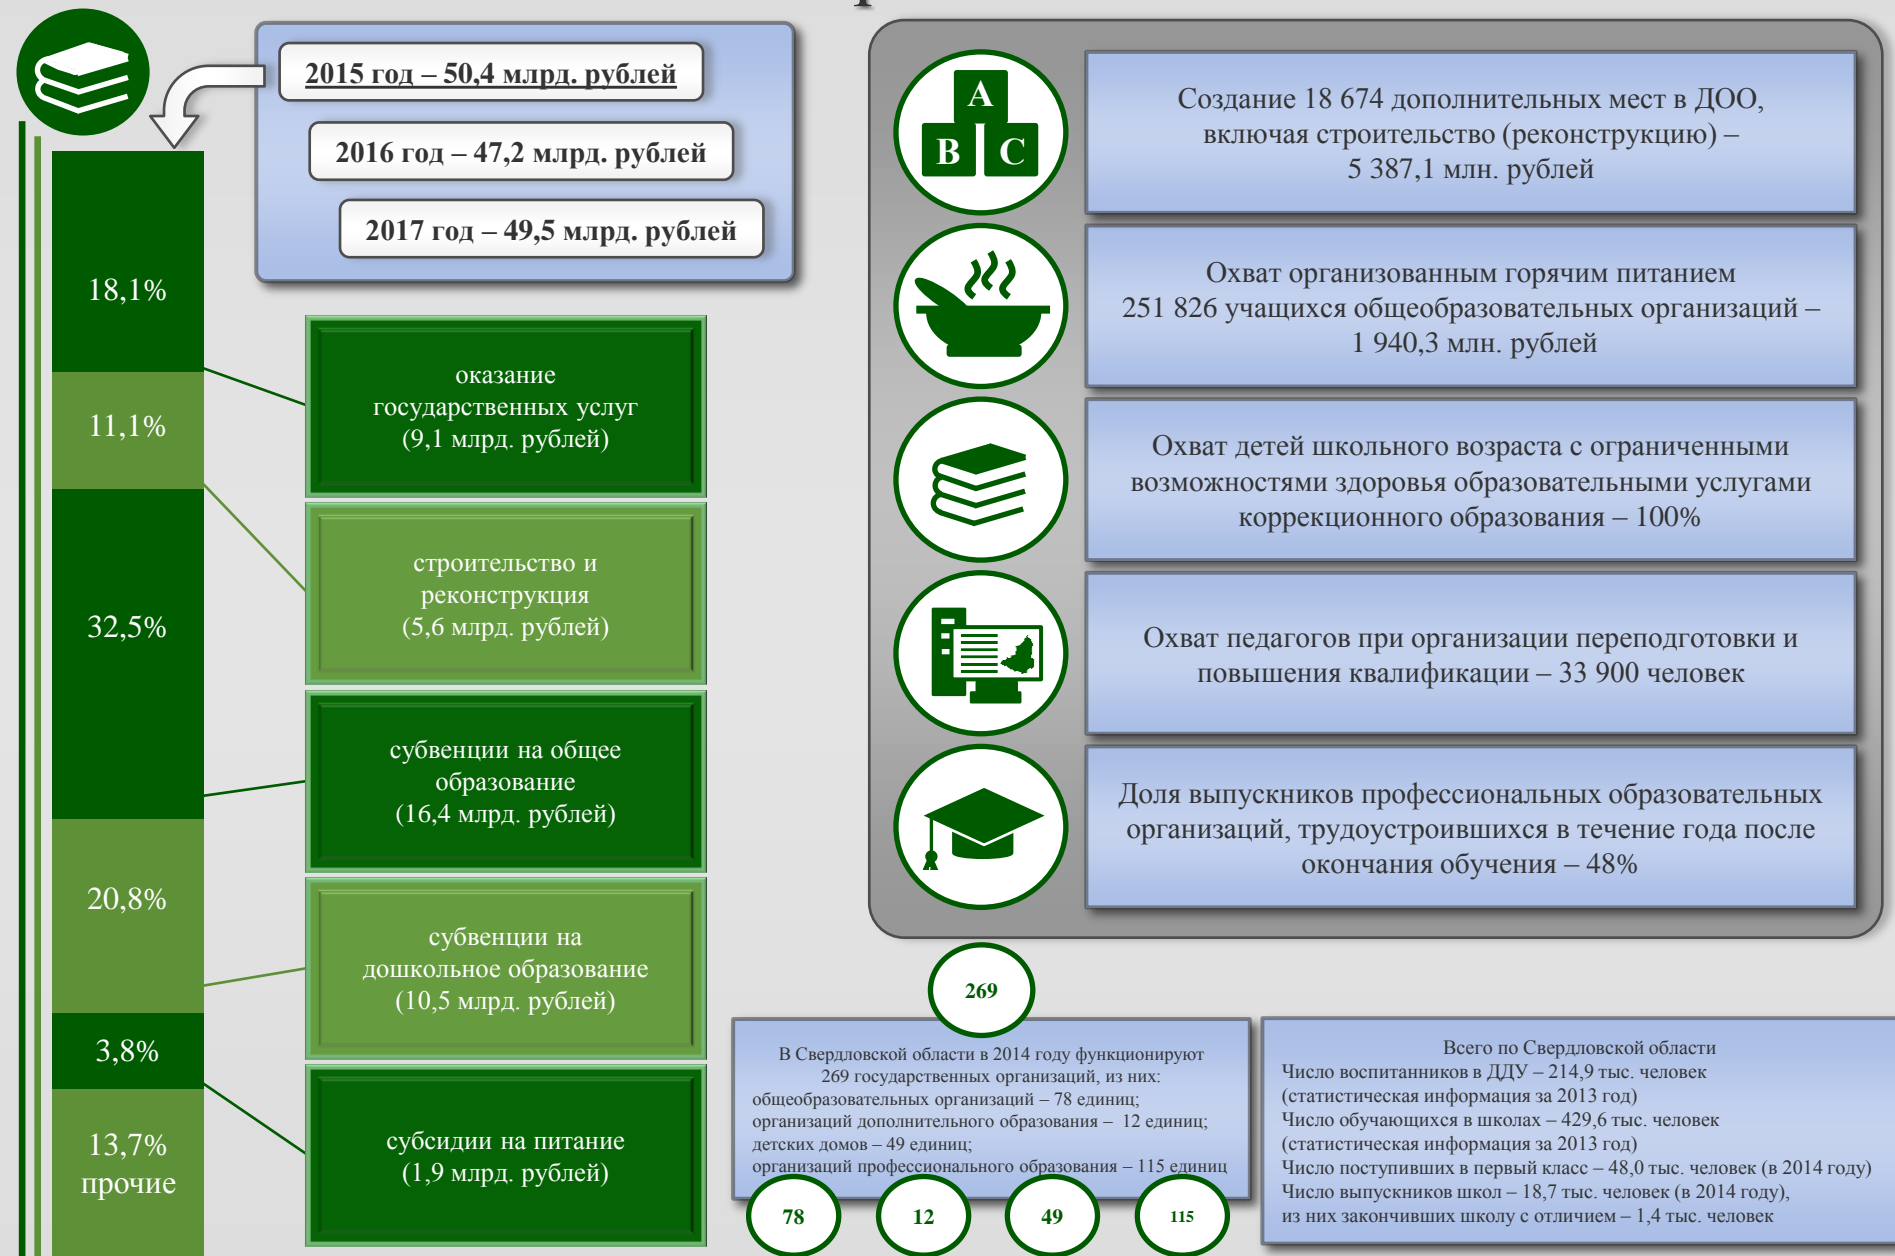 2015 год – 50,4 млрд. рублей
2016 год – 47,2 млрд. рублей
2017 год – 49,5 млрд. рублей
18,1%
11,1%
32,5%
20,8%
3,8%
13,7%
прочие
оказание
государственных услуг
(9,1 млрд. рублей)
строительство и
реконструкция
(5,6 млрд. рублей)
субвенции на общее
образование
(16,4 млрд. рублей)
субвенции на
дошкольное образование
(10,5 млрд. рублей)
субсидии на питание
(1,9 млрд. рублей)
A
B C
Создание 18 674 дополнительных мест в ДОО,
включая строительство (реконструкцию) –
5 387,1 млн. рублей
Охват организованным горячим питанием
251 826 учащихся общеобразовательных организаций –
1 940,3 млн. рублей
Охват детей школьного возраста с ограниченными
возможностями здоровья образовательными услугами
коррекционного образования – 100%
Охват педагогов при организации переподготовки и
повышения квалификации – 33 900 человек
Доля выпускников профессиональных образовательных
организаций, трудоустроившихся в течение года после
окончания обучения – 48%
269
В Свердловской области в 2014 году функционируют
269 государственных организаций, из них:
общеобразовательных организаций – 78 единиц;
организаций дополнительного образования – 12 единиц;
детских домов – 49 единиц;
организаций профессионального образования – 115 единиц
78
12
49
115
Всего по Свердловской области
Число воспитанников в ДДУ – 214,9 тыс. человек
(статистическая информация за 2013 год)
Число обучающихся в школах – 429,6 тыс. человек
(статистическая информация за 2013 год)
Число поступивших в первый класс – 48,0 тыс. человек (в 2014 году)
Число выпускников школ – 18,7 тыс. человек (в 2014 году),
из них закончивших школу с отличием – 1,4 тыс. человек